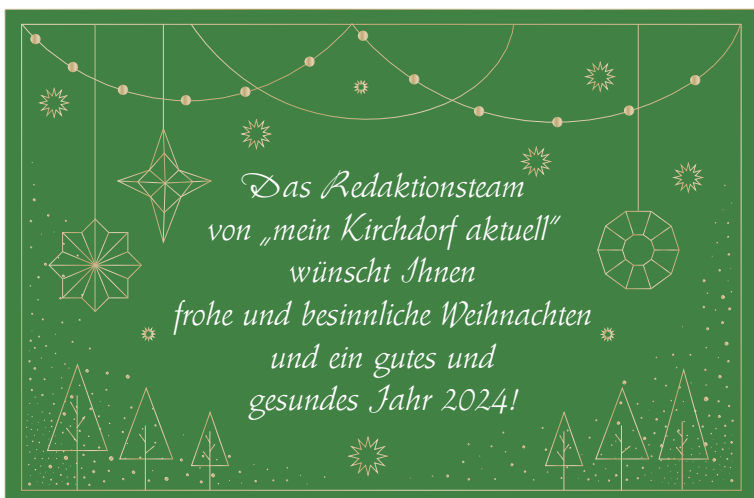 Das Redaktionsteam
von „mein Kirchdorf aktuell“
wünscht Ihnen
frohe und besinnliche Weihnachten
und ein gutes und
gesundes Jahr 2024!